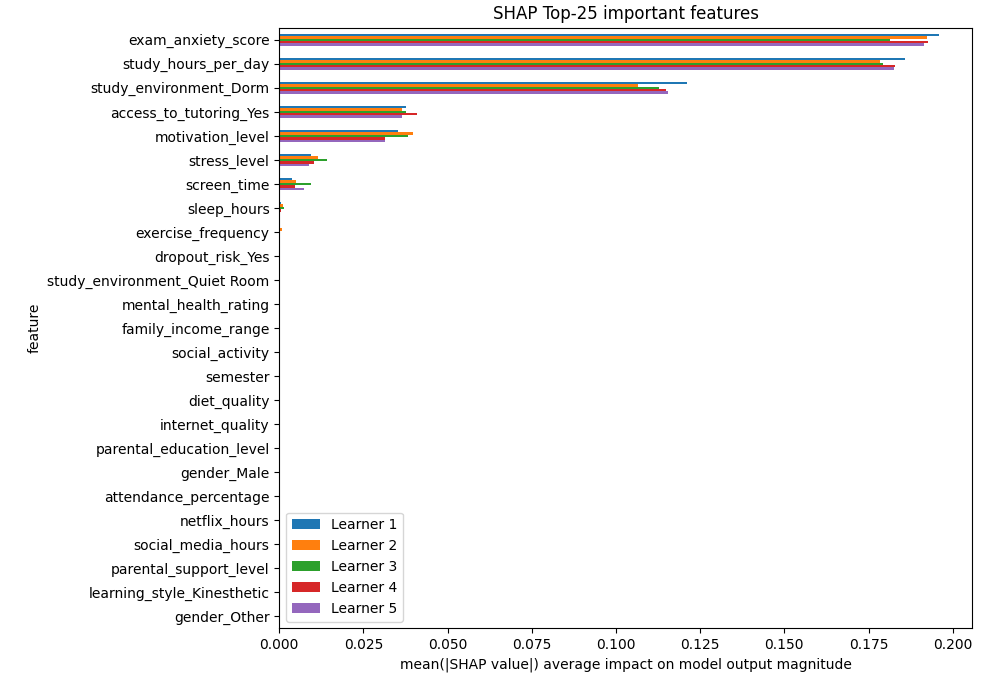 SHAP Top-25 important features
exam_anxiety_score
study_hours_per_day
study_environment_Dorm
access_to_tutoring_Yes
motivation_level
stress_level
screen_time
sleep_hours
exercise_frequency
dropout_risk_Yes
study_environment_Quiet Room
mental_health_rating
family_income_range
social_activity
semester
diet_quality
internet_quality
parental_education_level
gender_Male
attendance_percentage
netflix_hours
social_media_hours
parental_support_level
learning_style_Kinesthetic
gender_Other
feature
Learner 1
Learner 2
Learner 3
Learner 4
Learner 5
0.000 0.025 0.050 0.075 0.100 0.125 0.150 0.175 0.200
mean(|SHAP value|) average impact on model output magnitude